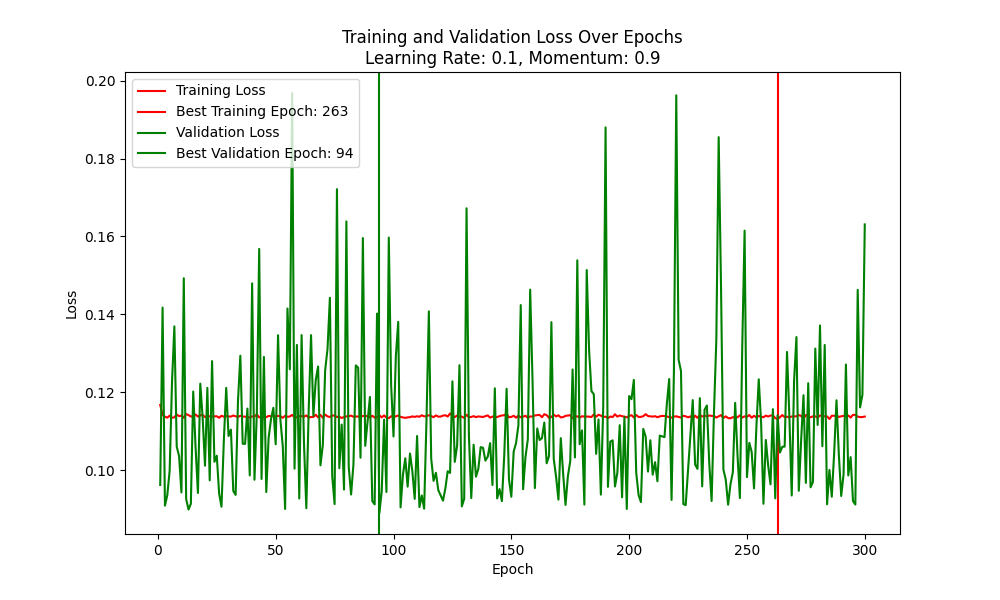 Training and Validation Loss Over Epochs
Learning Rate: 0.1, Momentum: 0.9
Training Loss
Best Training Epoch: 263
Validation Loss
Best Validation Epoch: 94
Loss
0.20
0.18
0.16
0.14
0.12
0.10
0 50 100 150 200 250 300
Epoch